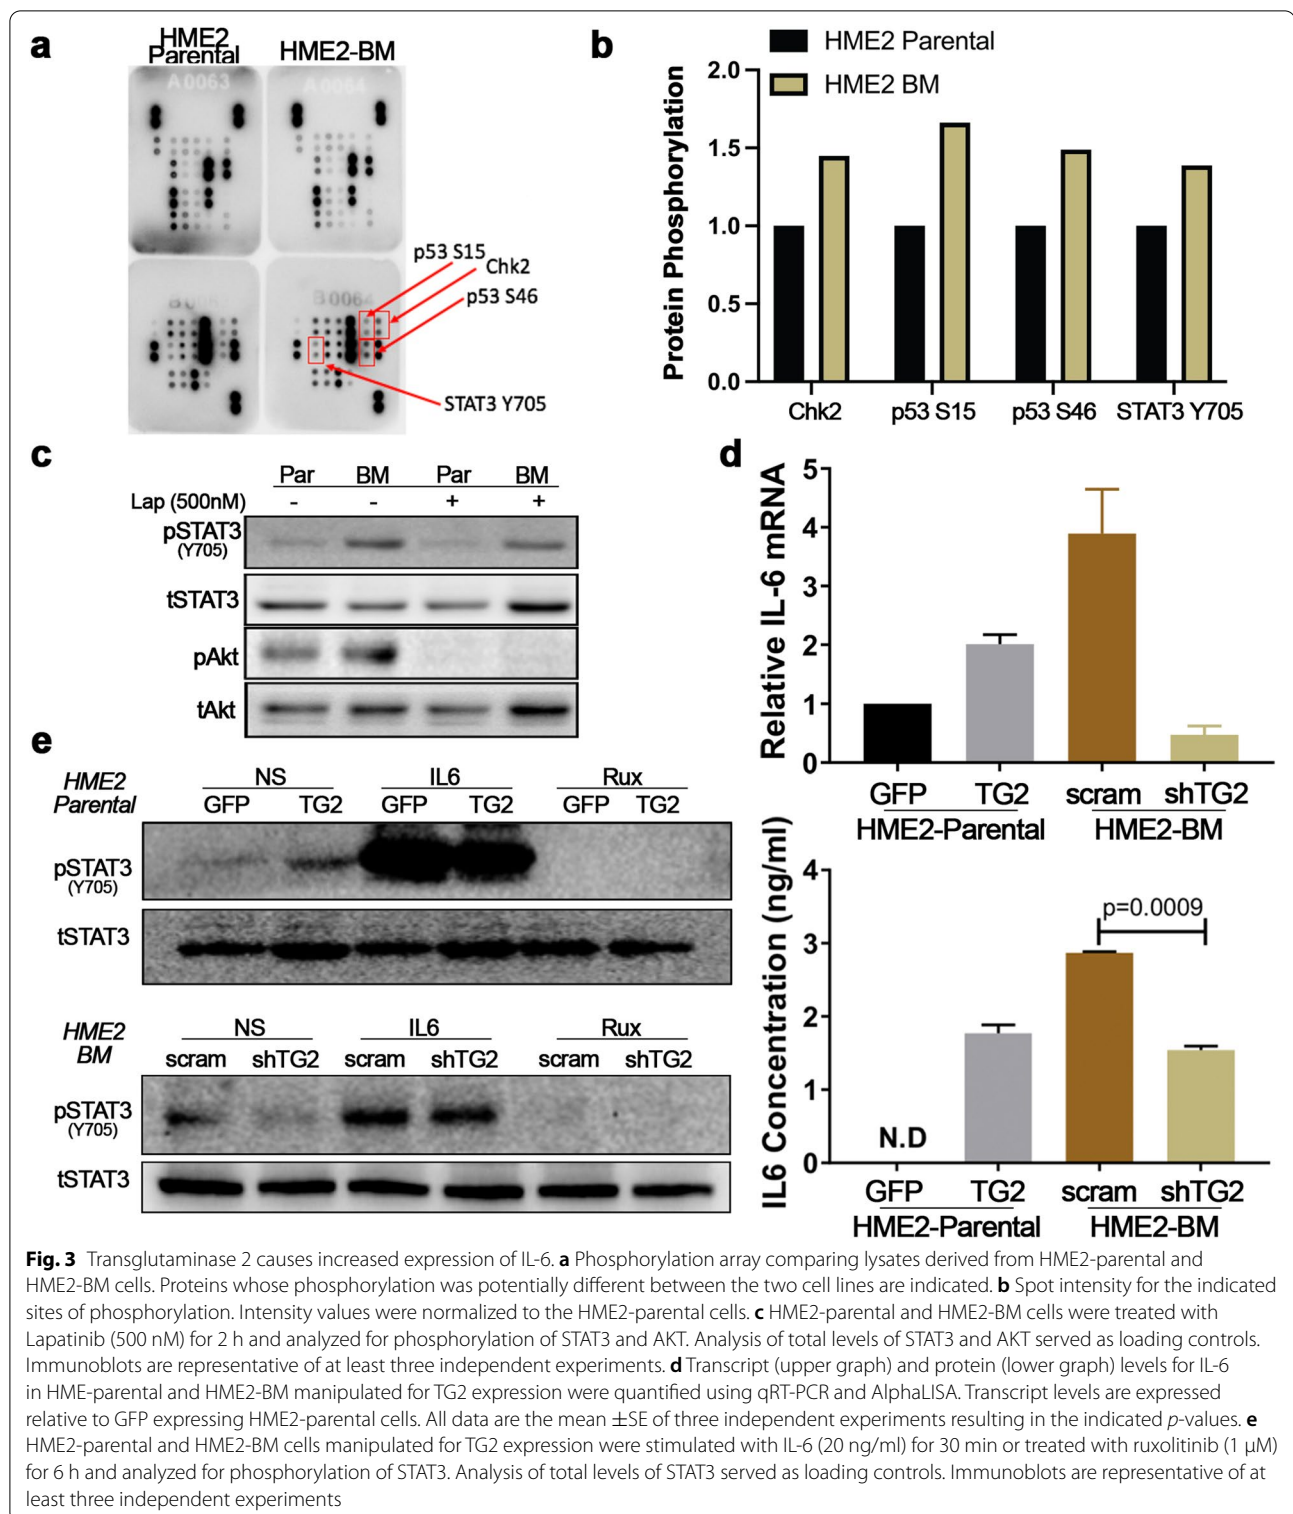 a
HME2
Parental
HME2-BM
A0063
A0064
B0064
p53 S15
Chk2
p53 S46
STAT3 Y705
b
HME2 Parental
HME2 BM
Protein Phosphorylation
2.0
1.5
1.0
0.5
0.0
Chk2 p53 S15 p53 S46 STAT3 Y705
c
Par BM Par BM
Lap (500nM) - - + +
pSTAT3
(Y705)
tSTAT3
pAkt
tAkt
d
Relative IL-6 mRNA
5
4
3
2
1
0
GFP TG2 scram shTG2
HME2-Parental HME2-BM
IL6 Concentration (ng/ml)
4
3
2
1
0
p=0.0009
N.D
GFP TG2 scram shTG2
HME2-Parental HME2-BM
e
HME2
Parental
NS IL6 Rux
GFP TG2 GFP TG2 GFP TG2
pSTAT3
(Y705)
tSTAT3
HME2
BM
NS IL6 Rux
scram shTG2 scram shTG2 scram shTG2
pSTAT3
(Y705)
tSTAT3
Fig. 3 Transglutaminase 2 causes increased expression of IL-6. a Phosphorylation array comparing lysates derived from HME2-parental and
HME2-BM cells. Proteins whose phosphorylation was potentially different between the two cell lines are indicated. b Spot intensity for the indicated
sites of phosphorylation. Intensity values were normalized to the HME2-parental cells. c HME2-parental and HME2-BM cells were treated with
Lapatinib (500 nM) for 2 h and analyzed for phosphorylation of STAT3 and AKT. Analysis of total levels of STAT3 and AKT served as loading controls.
Immunoblots are representative of at least three independent experiments. d Transcript (upper graph) and protein (lower graph) levels for IL-6
in HME-parental and HME2-BM manipulated for TG2 expression were quantified using qRT-PCR and AlphaLISA. Transcript levels are expressed
relative to GFP expressing HME2-parental cells. All data are the mean ±SE of three independent experiments resulting in the indicated p-values. e
HME2-parental and HME2-BM cells manipulated for TG2 expression were stimulated with IL-6 (20 ng/ml) for 30 min or treated with ruxolitinib (1 μM)
for 6 h and analyzed for phosphorylation of STAT3. Analysis of total levels of STAT3 served as loading controls. Immunoblots are representative of at
least three independent experiments